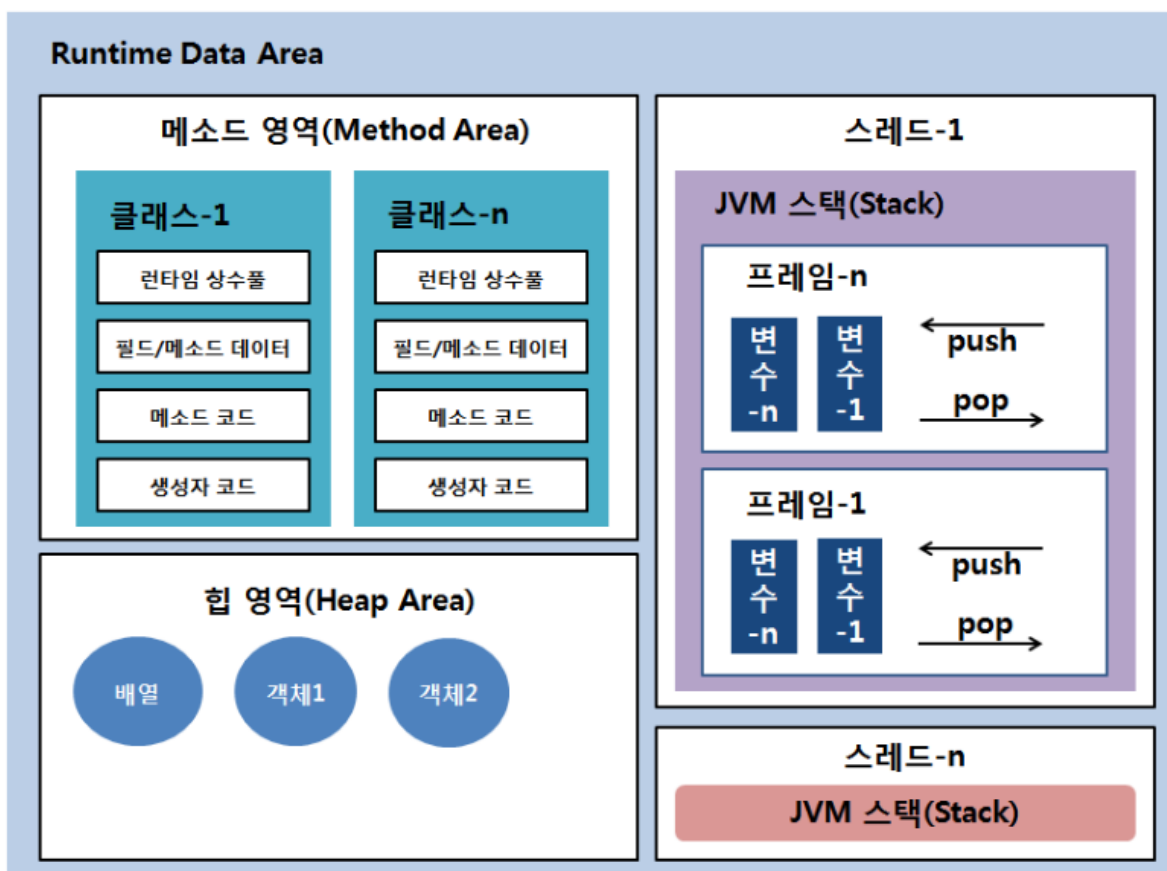 Runtime Data Area
메소드 영역(Method Area)
클래스-1
런타임 상수풀
필드/메소드 데이터
메소드 코드
생성자 코드
클래스-n
런타임 상수풀
필드/메소드 데이터
메소드 코드
생성자 코드
힙 영역(Heap Area)
배열
객체1
객체2
스레드-1
JVM 스택(Stack)
프레임-n
변수-n
변수-1
push
pop
프레임-1
변수-n
변수-1
push
pop
스레드-n
JVM 스택(Stack)